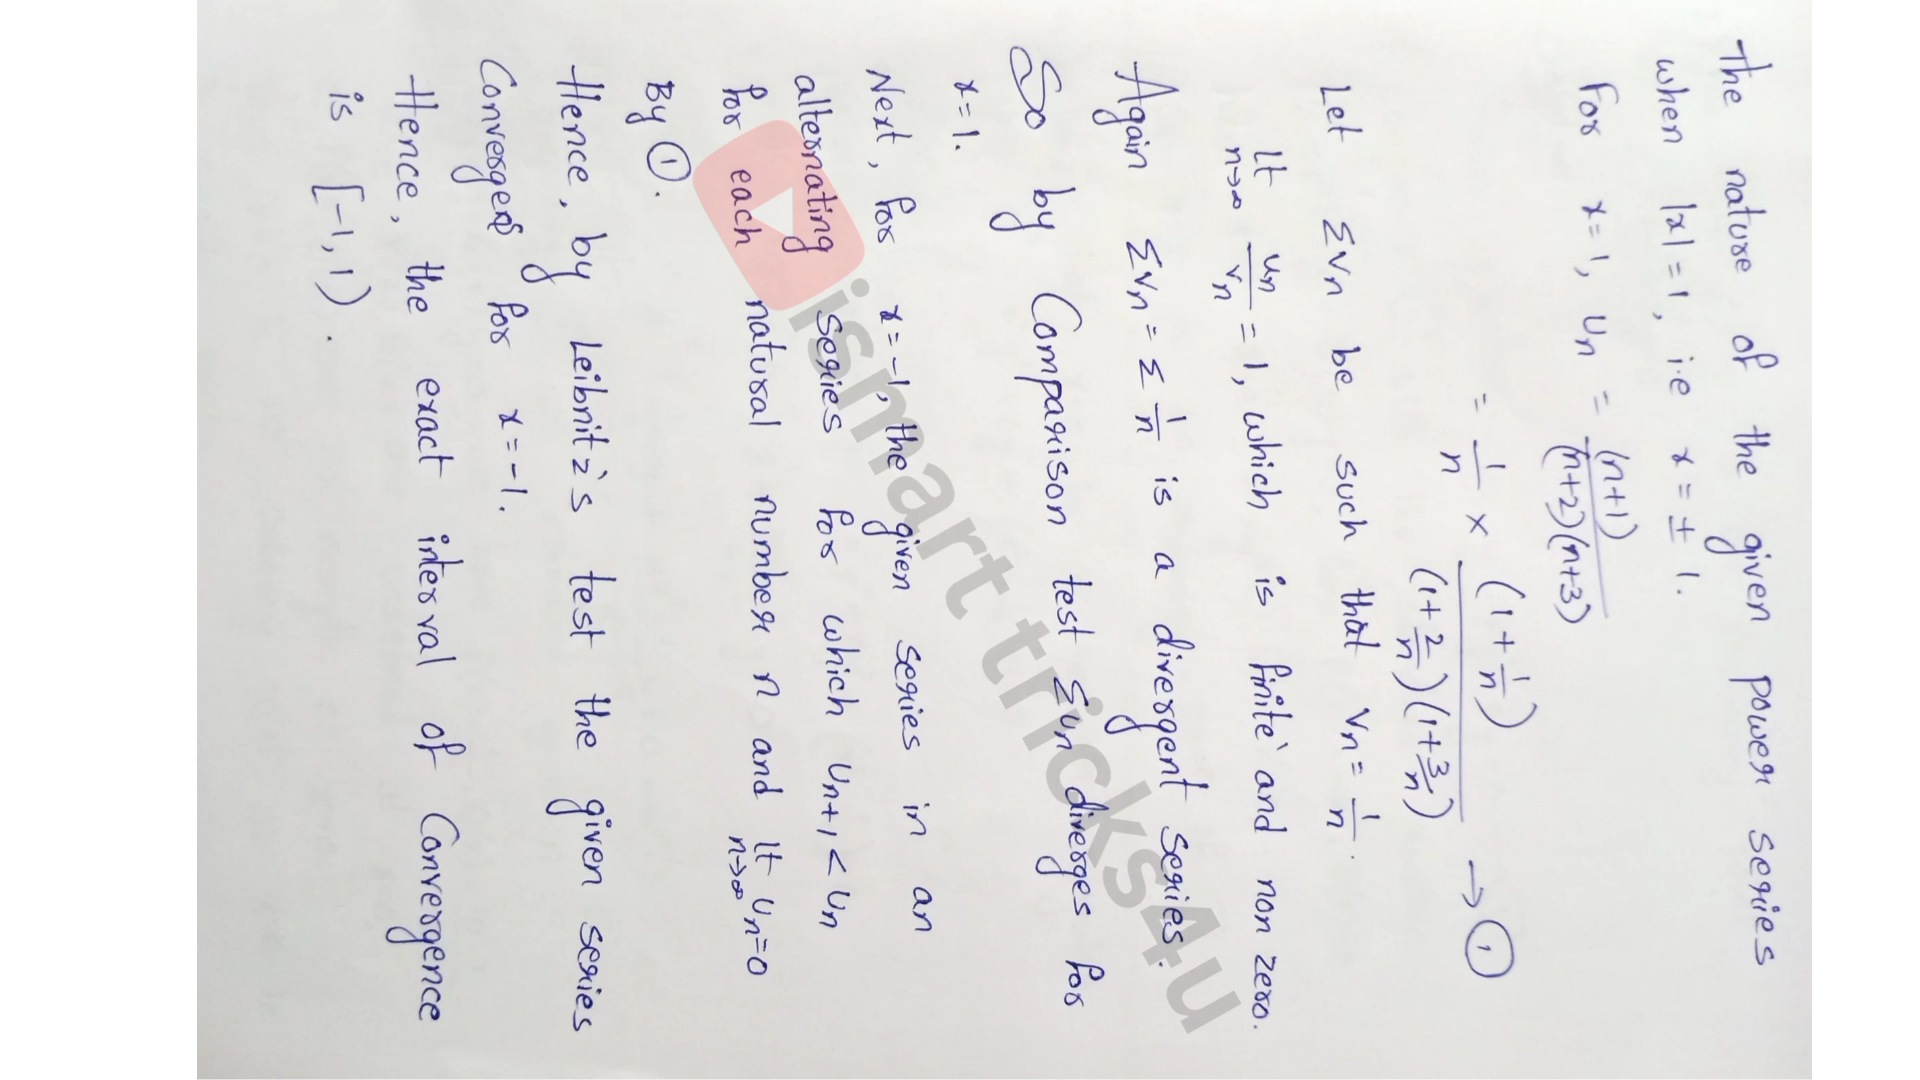 The nature of the given power series
when |x| = 1, i.e x = ± 1.
For x = 1, un = (n+1) / (n+2)(n+3)
= 1/n × (1 + 1/n) / (1 + 2/n)(1 + 3/n) → ①
Let Σvn be such that vn = 1/n.
lt n→∞ un/vn = 1, which is finite and non zero.
Again Σvn = Σ 1/n is a divergent series.
So by Comparison test Σun diverges for
x = 1.
Next, for x = -1, the given series in an
alternating series for which un+1 < un
for each natural number n and lt n→∞ un = 0
By ①.
Hence, by Leibnitz's test the given series
Converges for x = -1.
Hence, the exact interval of Convergence
is [-1, 1).
ismart tricks4u